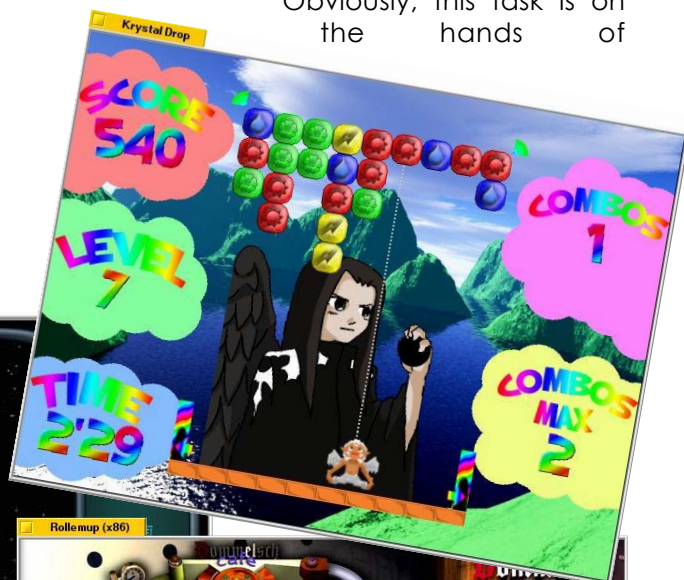 Obviously, this task is on
the hands of
Krystal Drop
SCORE
540
COMBOS
1
LEVEL
7
COMBOS
MAX
2
TIME
2'29
Rollemup (x86)